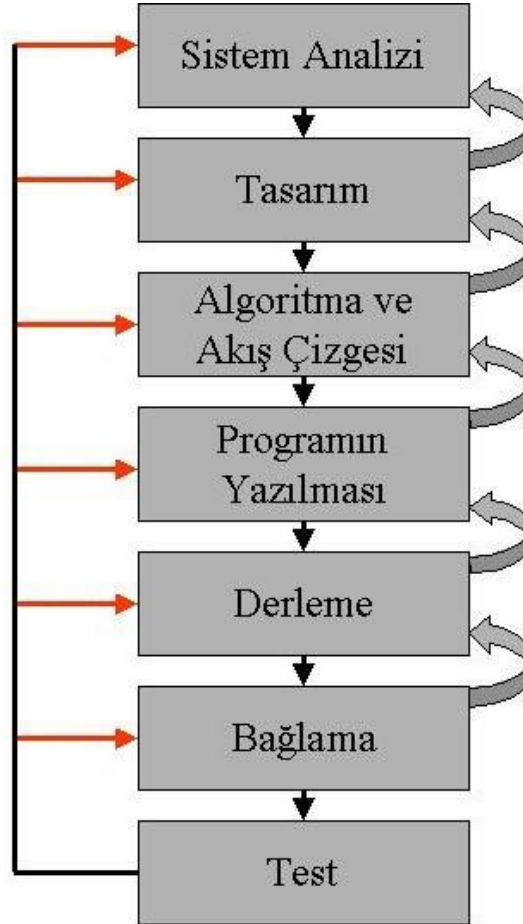 Sistem Analizi
Tasarım
Algoritma ve
Akış Çizgesi
Programın
Yazılması
Derleme
Bağlama
Test